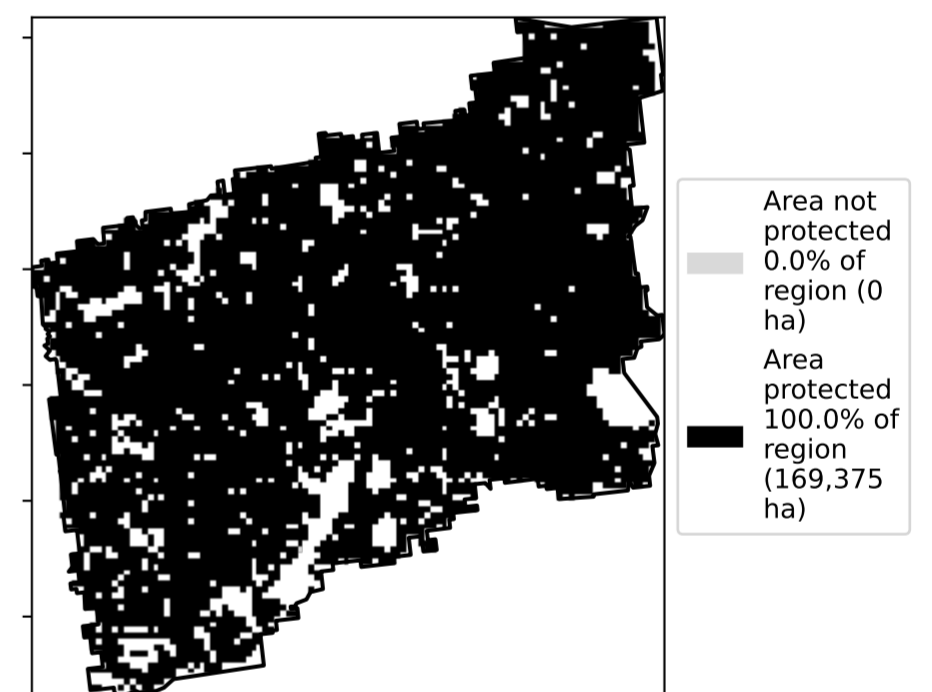 Area not
protected
0.0% of
region (0
ha)
Area
protected
100.0% of
region
(169,375
ha)